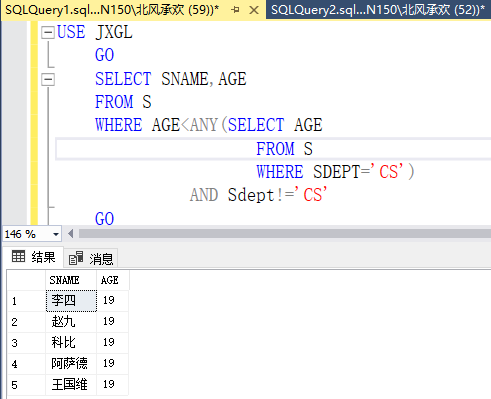 SQLQuery1.sql...N150\北风承欢 (59))* SQLQuery2.sql...N150\北风承欢 (52))*
USE JXGL
GO
SELECT SNAME,AGE
FROM S
WHERE AGE<ANY(SELECT AGE
FROM S
WHERE SDEPT='CS')
AND Sdept!='CS'
GO
146 %
结果 消息
SNAME AGE
1 李四 19
2 赵九 19
3 科比 19
4 阿萨德 19
5 王国维 19